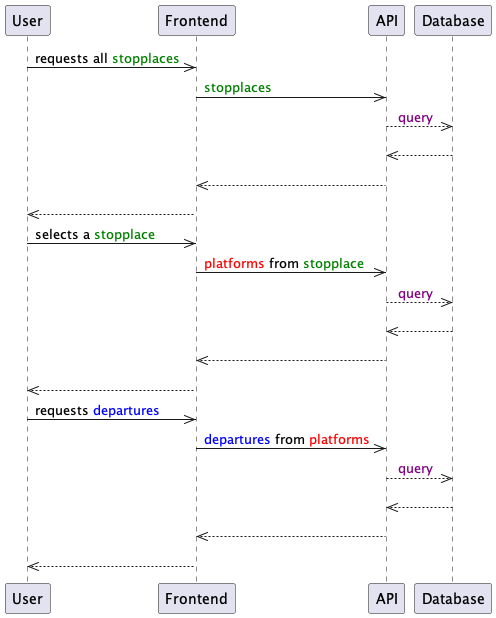 User Frontend API Database
requests all stopplaces
stopplaces
query
selects a stopplace
platforms from stopplace
query
requests departures
departures from platforms
query
User Frontend API Database